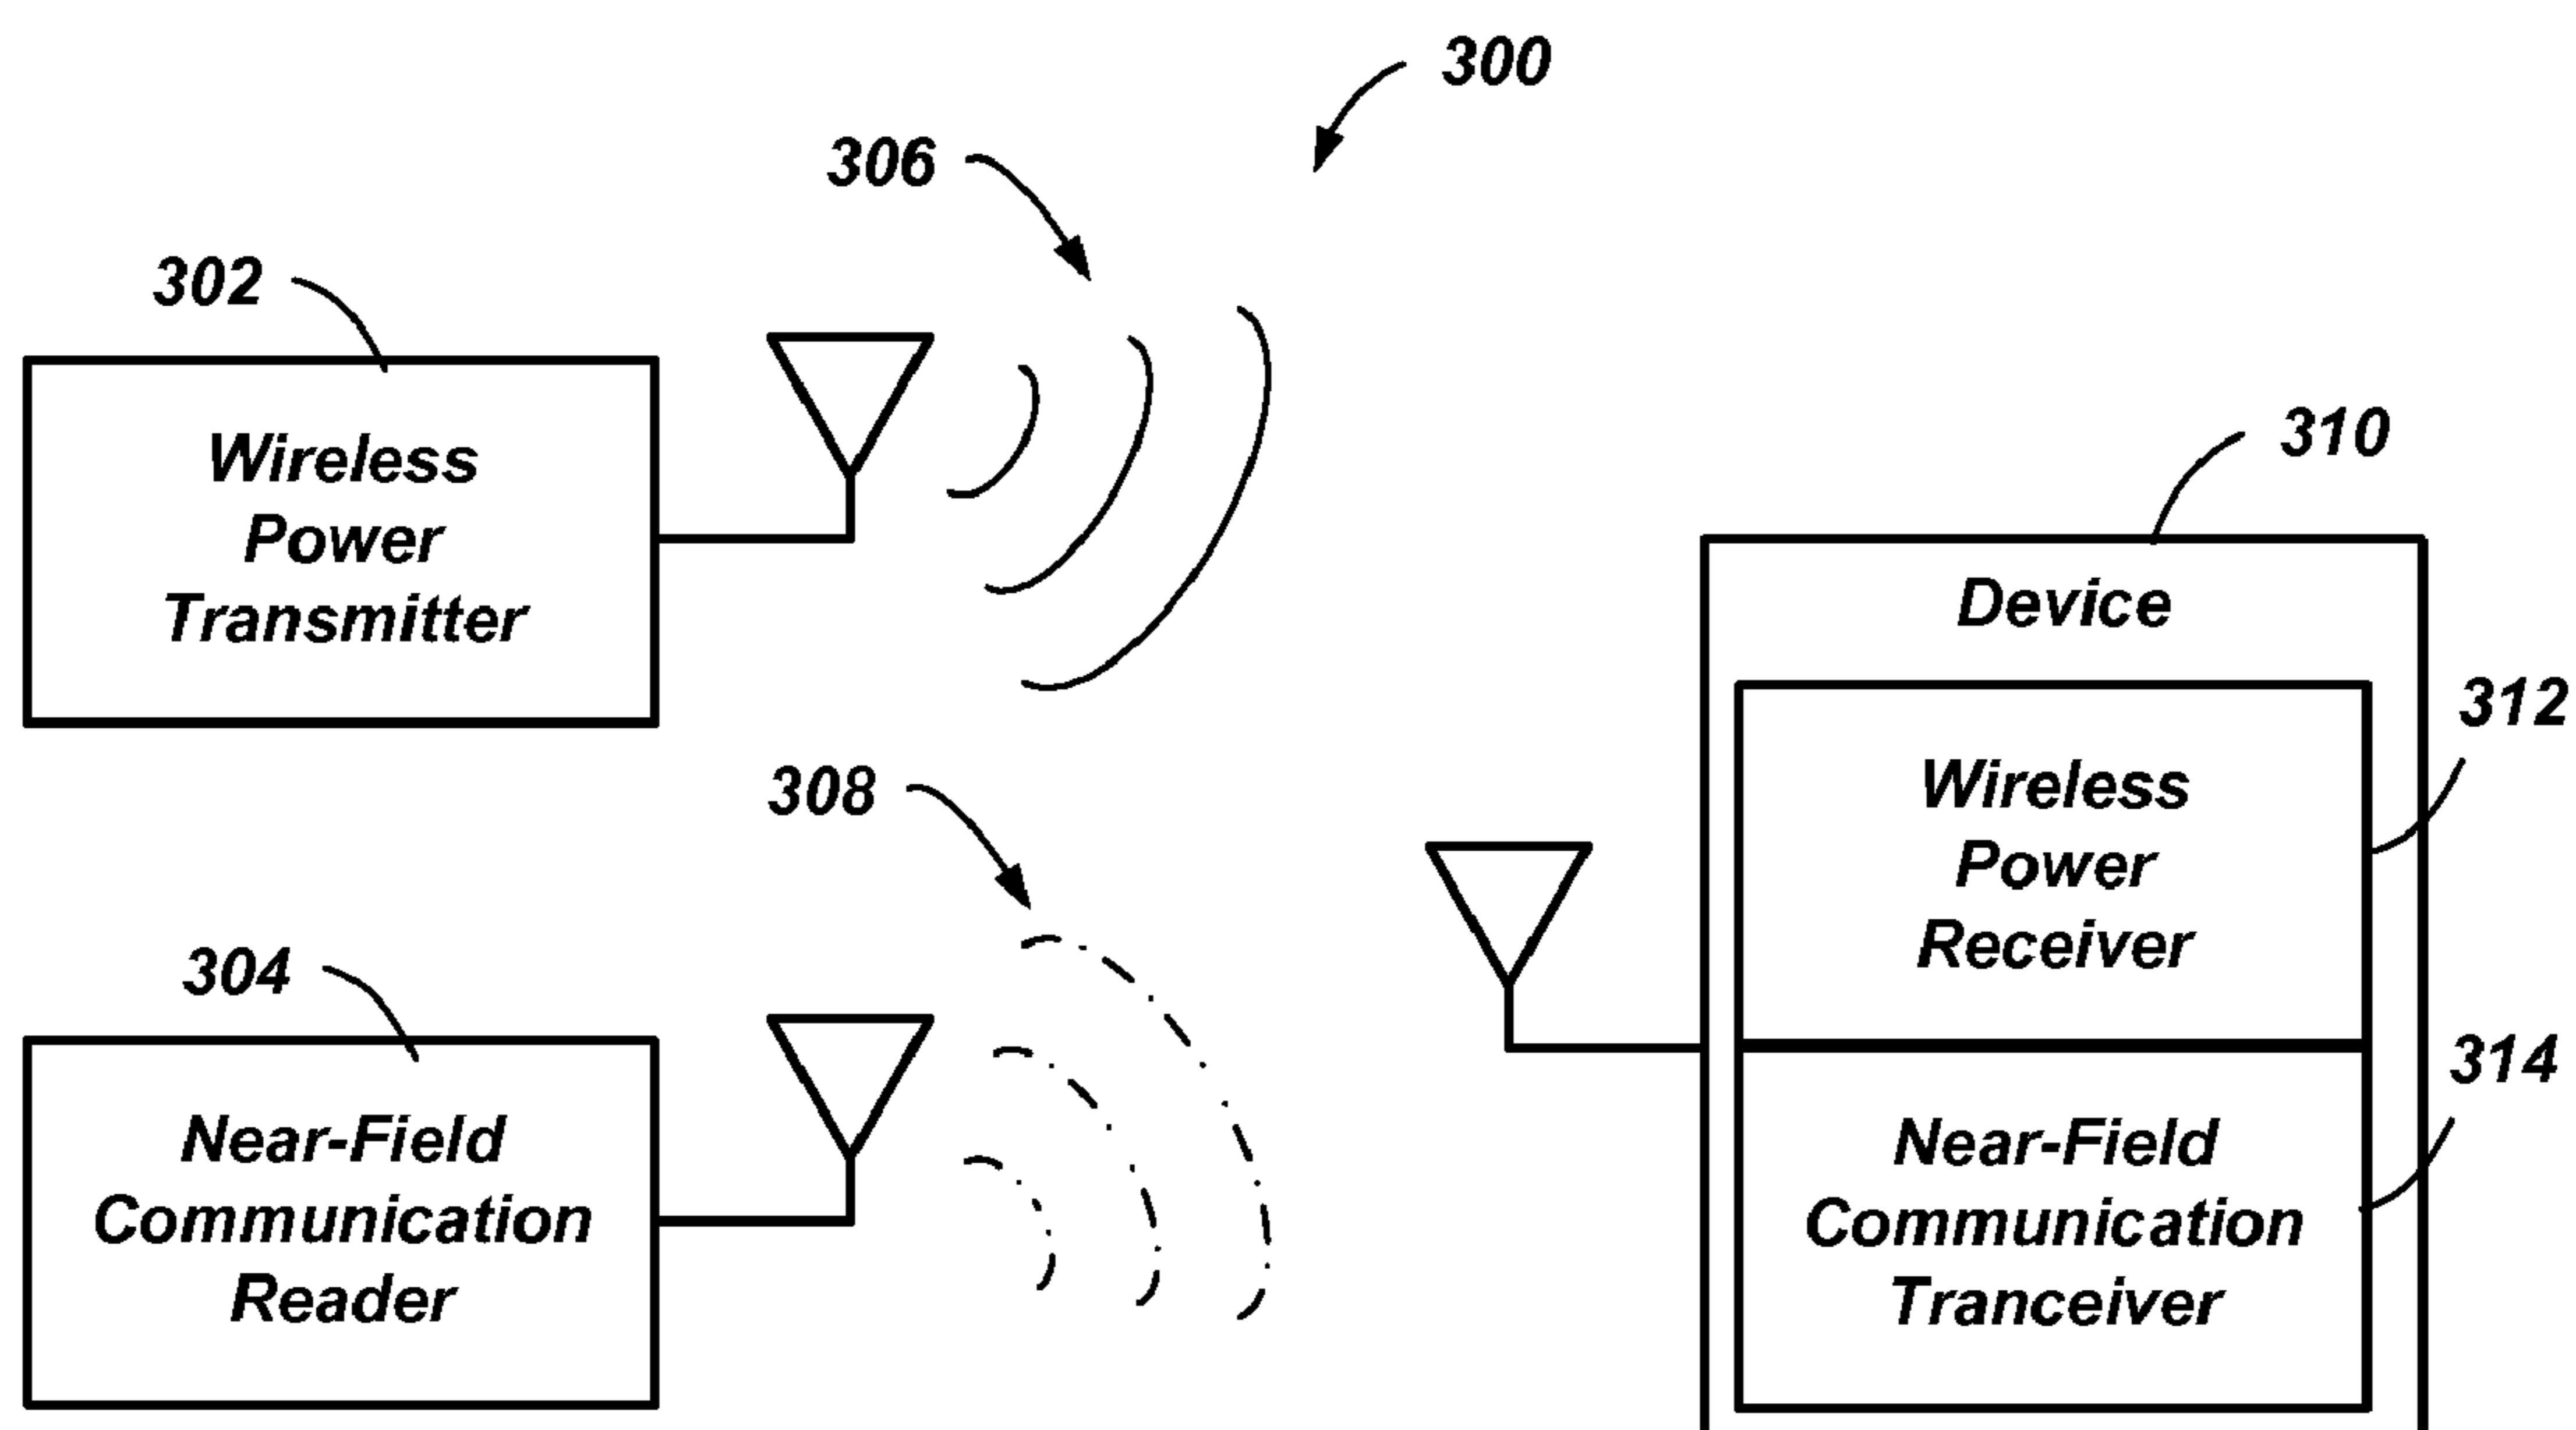 300
306
302
Wireless
Power
Transmitter
310
Device
312
Wireless
Power
Receiver
308
304
Near-Field
Communication
Reader
314
Near-Field
Communication
Tranceiver